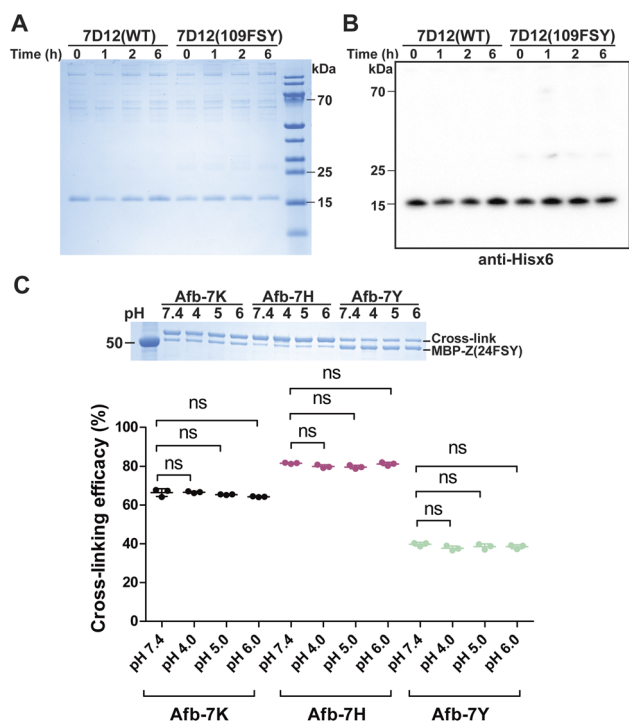 A
7D12(WT) 7D12(109FSY)
Time (h) 0 1 2 6 0 1 2 6
kDa
70
25
15
B
7D12(WT) 7D12(109FSY)
Time (h) 0 1 2 6 0 1 2 6
kDa
70
25
15
anti-Hisx6
C
Afb-7K Afb-7H Afb-7Y
pH 7.4 4 5 6 7.4 4 5 6 7.4 4 5 6
50
Cross-link
MBP-Z(24FSY)
Cross-linking efficacy (%)
100
80
60
40
20
0
ns
ns
ns
ns
ns
ns
ns
ns
ns
pH 7.4 pH 4.0 pH 5.0 pH 6.0 pH 7.4 pH 4.0 pH 5.0 pH 6.0 pH 7.4 pH 4.0 pH 5.0 pH 6.0
Afb-7K Afb-7H Afb-7Y